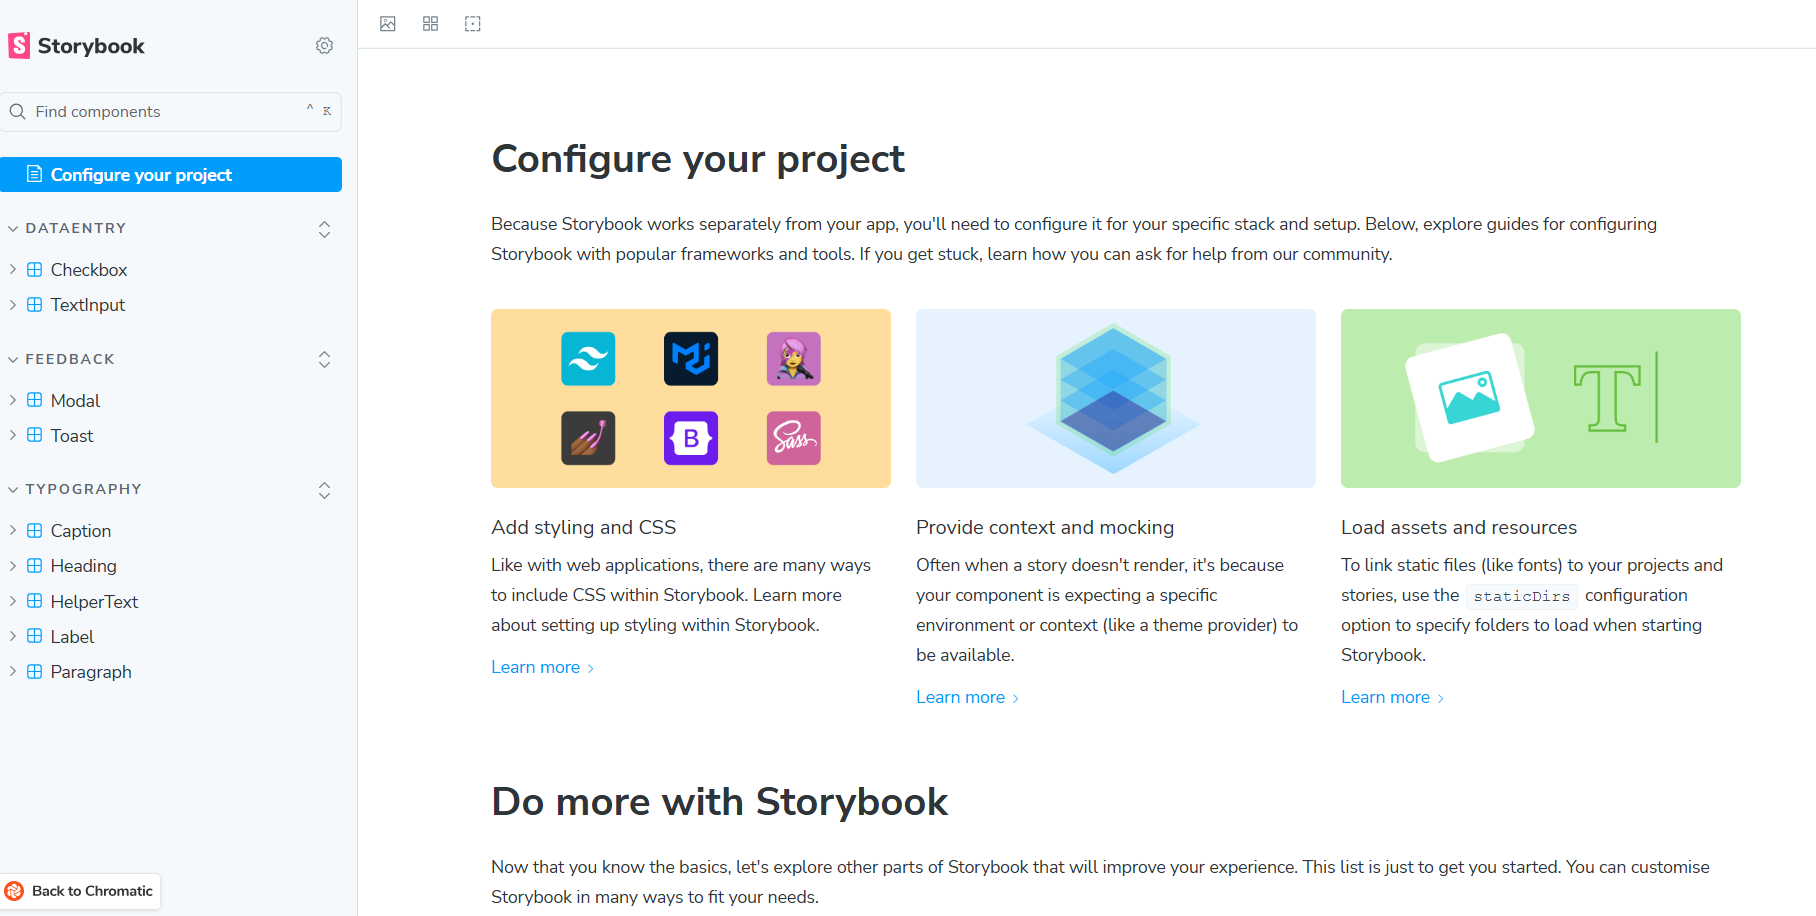 Storybook
Find components
^ K
Configure your project
DATAENTRY
Checkbox
TextInput
FEEDBACK
Modal
Toast
TYPOGRAPHY
Caption
Heading
HelperText
Label
Paragraph
Back to Chromatic
Configure your project
Because Storybook works separately from your app, you'll need to configure it for your specific stack and setup. Below, explore guides for configuring
Storybook with popular frameworks and tools. If you get stuck, learn how you can ask for help from our community.
B
Sass
T
Add styling and CSS
Like with web applications, there are many ways
to include CSS within Storybook. Learn more
about setting up styling within Storybook.
Learn more
Provide context and mocking
Often when a story doesn't render, it's because
your component is expecting a specific
environment or context (like a theme provider) to
be available.
Learn more
Load assets and resources
To link static files (like fonts) to your projects and
stories, use the staticDirs configuration
option to specify folders to load when starting
Storybook.
Learn more
Do more with Storybook
Now that you know the basics, let's explore other parts of Storybook that will improve your experience. This list is just to get you started. You can customise
Storybook in many ways to fit your needs.